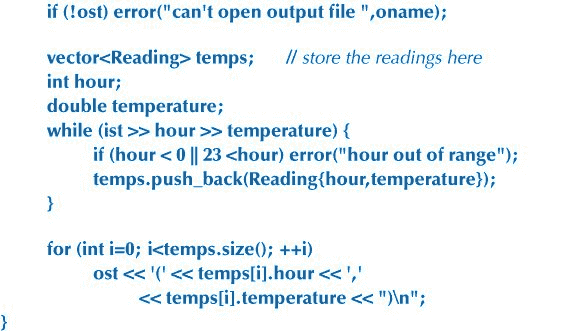 if (!ost) error("can't open output file ",oname);
vector<Reading> temps; // store the readings here
int hour;
double temperature;
while (ist >> hour >> temperature) {
if (hour < 0 || 23 <hour) error("hour out of range");
temps.push_back(Reading{hour,temperature});
}
for (int i=0; i<temps.size(); ++i)
ost << '(' << temps[i].hour << ','
<< temps[i].temperature << ")\n";
}